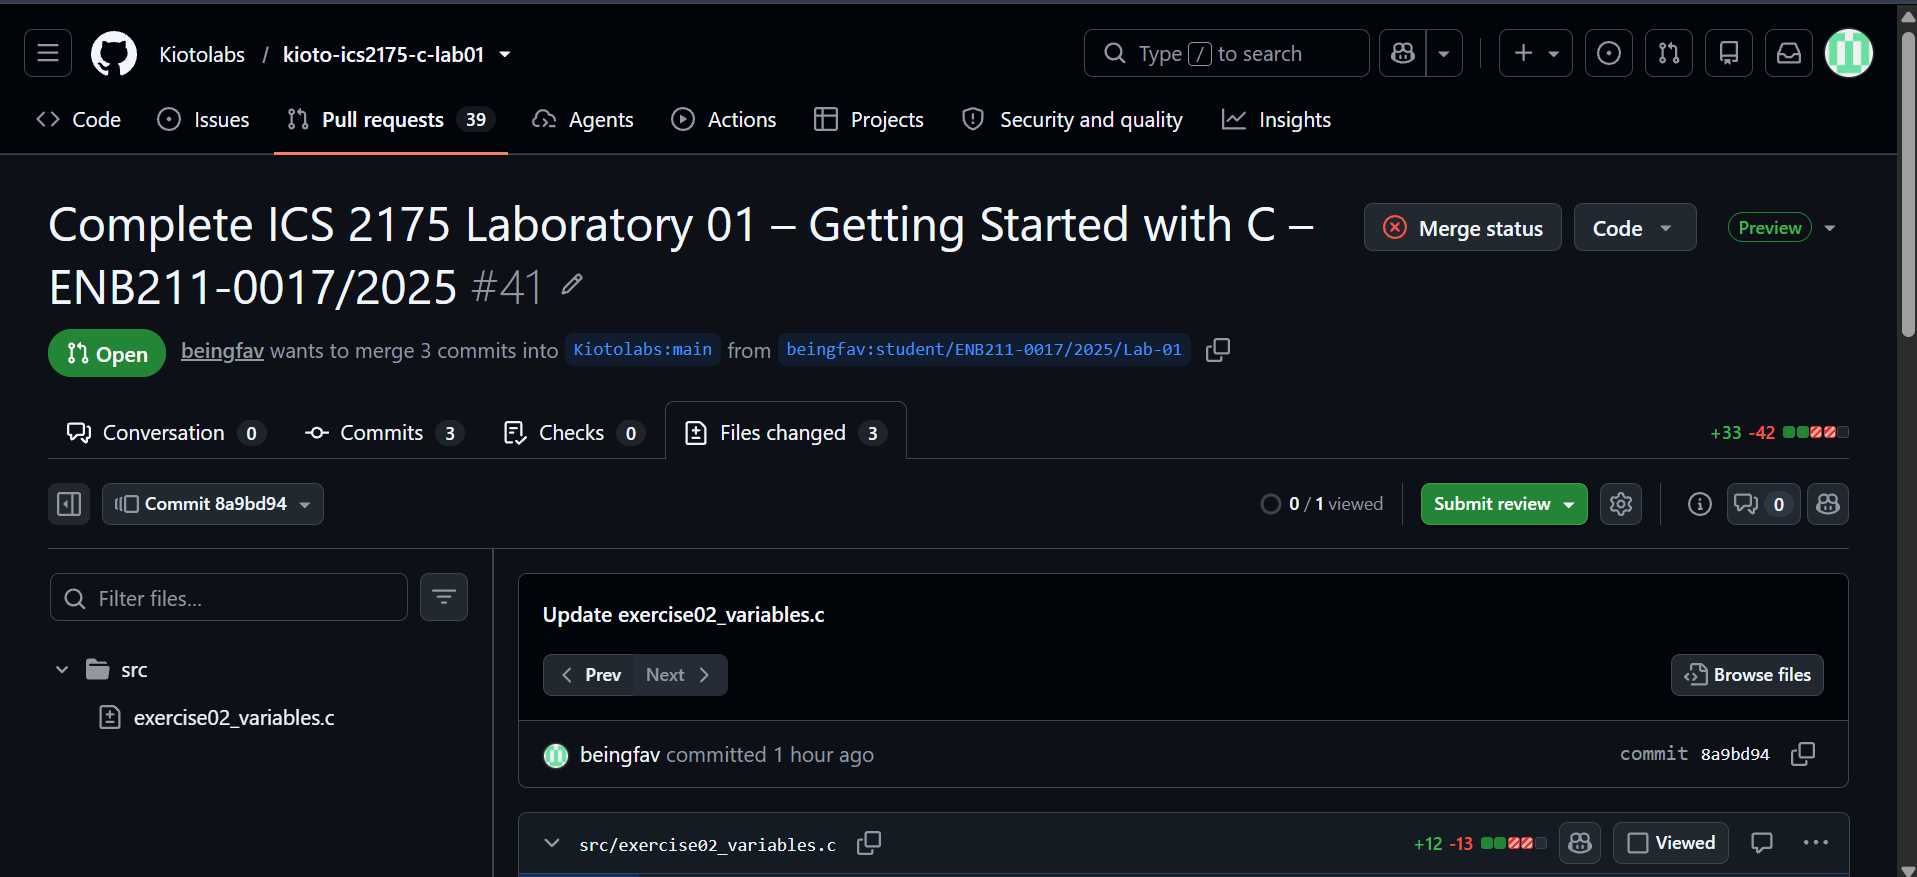 Kiotolabs / kioto-ics2175-c-lab01
Type / to search
Code
Issues
Pull requests 39
Agents
Actions
Projects
Security and quality
Insights
Complete ICS 2175 Laboratory 01 – Getting Started with C –
ENB211-0017/2025 #41
Merge status
Code
Preview
Open
beingfav wants to merge 3 commits into Kiotolabs:main from beingfav:student/ENB211-0017/2025/Lab-01
Conversation 0
Commits 3
Checks 0
Files changed 3
+33 -42
Commit 8a9bd94
0 / 1 viewed
Submit review
0
Filter files...
src
exercise02_variables.c
Update exercise02_variables.c
Prev
Next
Browse files
beingfav committed 1 hour ago
commit 8a9bd94
src/exercise02_variables.c
+12 -13
Viewed